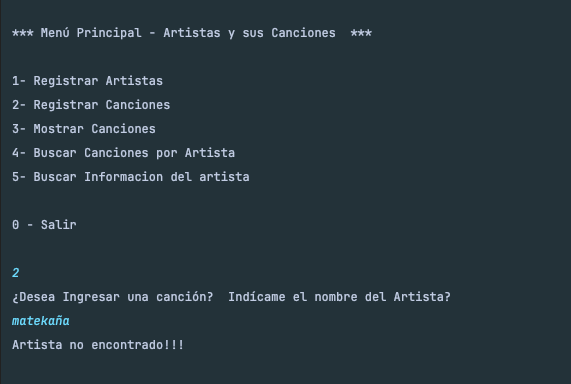 *** Menú Principal - Artistas y sus Canciones  ***
1- Registrar Artistas
2- Registrar Canciones
3- Mostrar Canciones
4- Buscar Canciones por Artista
5- Buscar Informacion del artista
0 - Salir
2
¿Desea Ingresar una canción?  Indícame el nombre del Artista?
matekaña
Artista no encontrado!!!